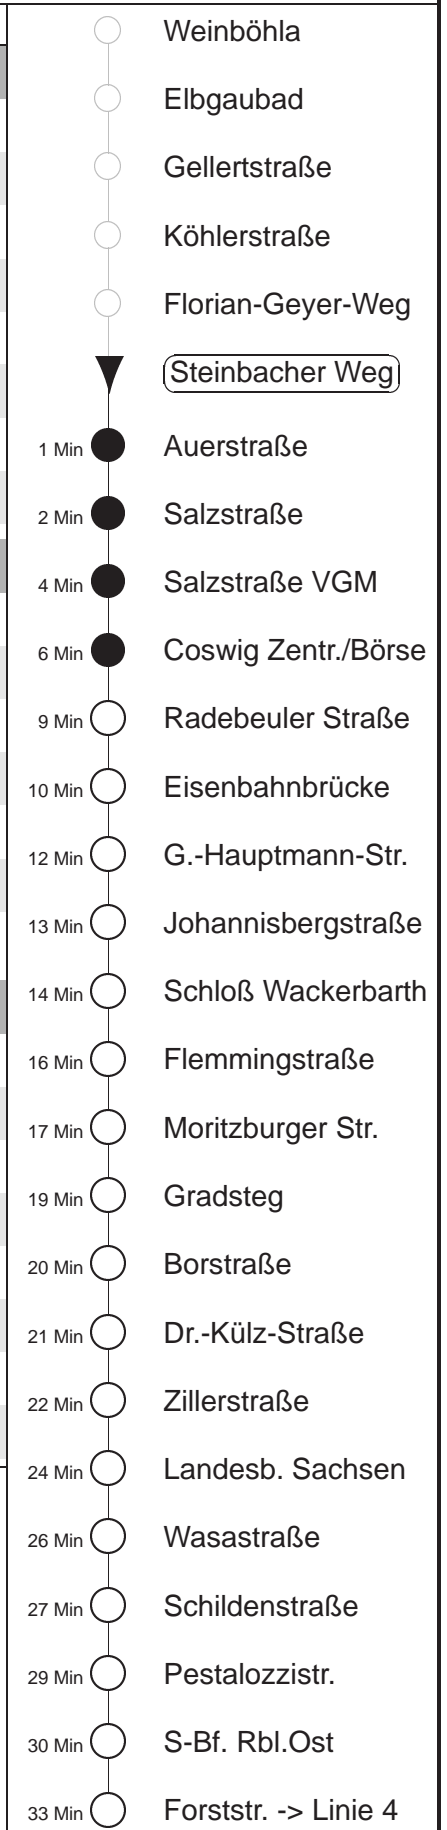 Weinböhla
Elbgaubad
Gellertstraße
Köhlerstraße
Florian-Geyer-Weg
Steinbacher Weg
1 Min Auerstraße
2 Min Salzstraße
4 Min Salzstraße VGM
6 Min Coswig Zentr./Börse
9 Min Radebeuler Straße
10 Min Eisenbahnbrücke
12 Min G.-Hauptmann-Str.
13 Min Johannisbergstraße
14 Min Schloß Wackerbarth
16 Min Flemmingstraße
17 Min Moritzburger Str.
19 Min Gradsteg
20 Min Borstraße
21 Min Dr.-Külz-Straße
22 Min Zillerstraße
24 Min Landesb. Sachsen
26 Min Wasastraße
27 Min Schildenstraße
29 Min Pestalozzistr.
30 Min S-Bf. Rbl.Ost
33 Min Forststr. -> Linie 4